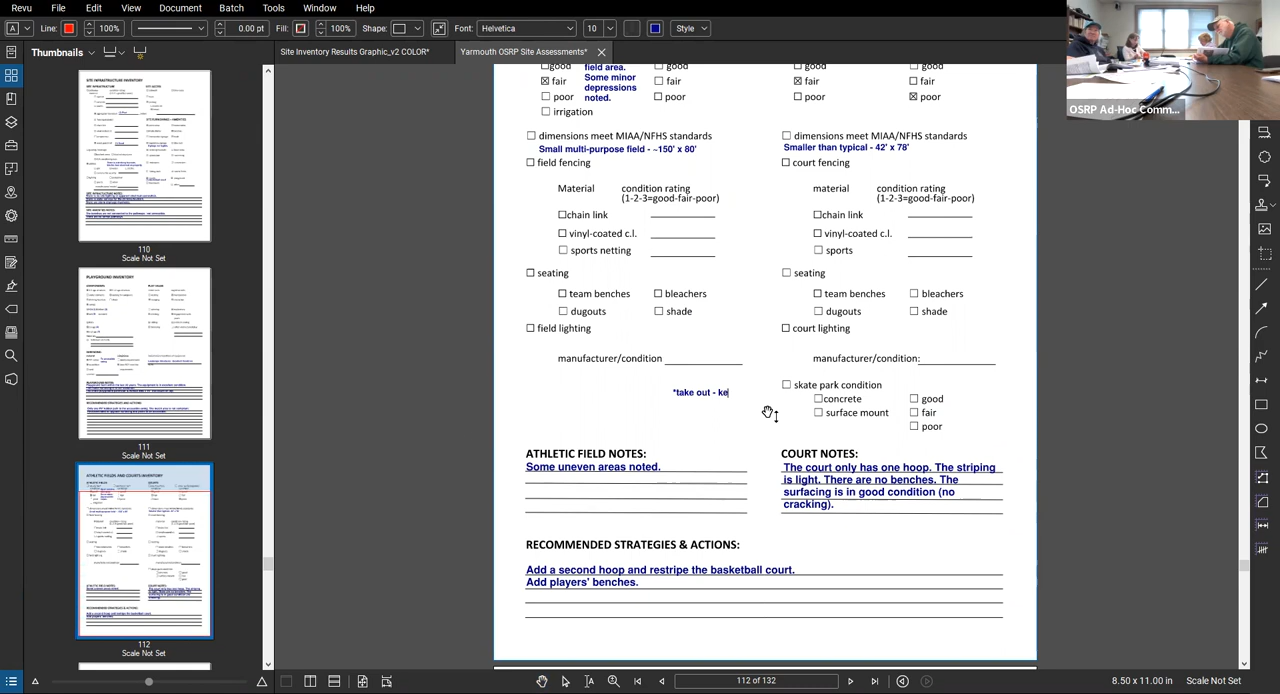 Revu File Edit View Document Batch Tools Window Help
Line: 100% 0.00 pt Fill: 100% Shape: Font: Helvetica 10 Style
Thumbnails
Site Inventory Results Graphic_v2 COLOR* Yarmouth OSRP Site Assessments*
OSRP Ad-Hoc Comm...
SITE INFRASTRUCTURE INVENTORY
110
Scale Not Set
PLAYGROUND INVENTORY
111
Scale Not Set
ATHLETIC FIELDS AND COURTS INVENTORY
112
Scale Not Set
good field area. good good good
fair Some minor fair fair fair
depressions
noted. poor poor poor
irrigation
dimensions meet MIAA/NFHS standards
Small multi-purpose field - ~150' x 80'
field fencing
Material condition rating
(1-2-3=good-fair-poor)
chain link
vinyl-coated c.l.
sports netting
seating
team benches bleachers
dugouts shade
field lighting
manufacturer/condition
*take out - ke
dimensions meet MIAA/NFHS standards
Smaller than typical - 42' x 78'
court fencing
material condition rating
(1-2-3=good-fair-poor)
chain link
vinyl-coated c.l.
sports
seating
team benches bleachers
dugouts shade
court lighting
manufacturer/condition:
skate park condition
concrete good
surface mount fair
poor
ATHLETIC FIELD NOTES:
Some uneven areas noted.
COURT NOTES:
The court only has one hoop. The striping
is light. There are no benches. The
surfacing is in good condition (no
cracking).
RECOMMENDED STRATEGIES & ACTIONS:
Add a second hoop and restripe the basketball court.
Add players' benches.
112 of 132
8.50 x 11.00 in Scale Not Set